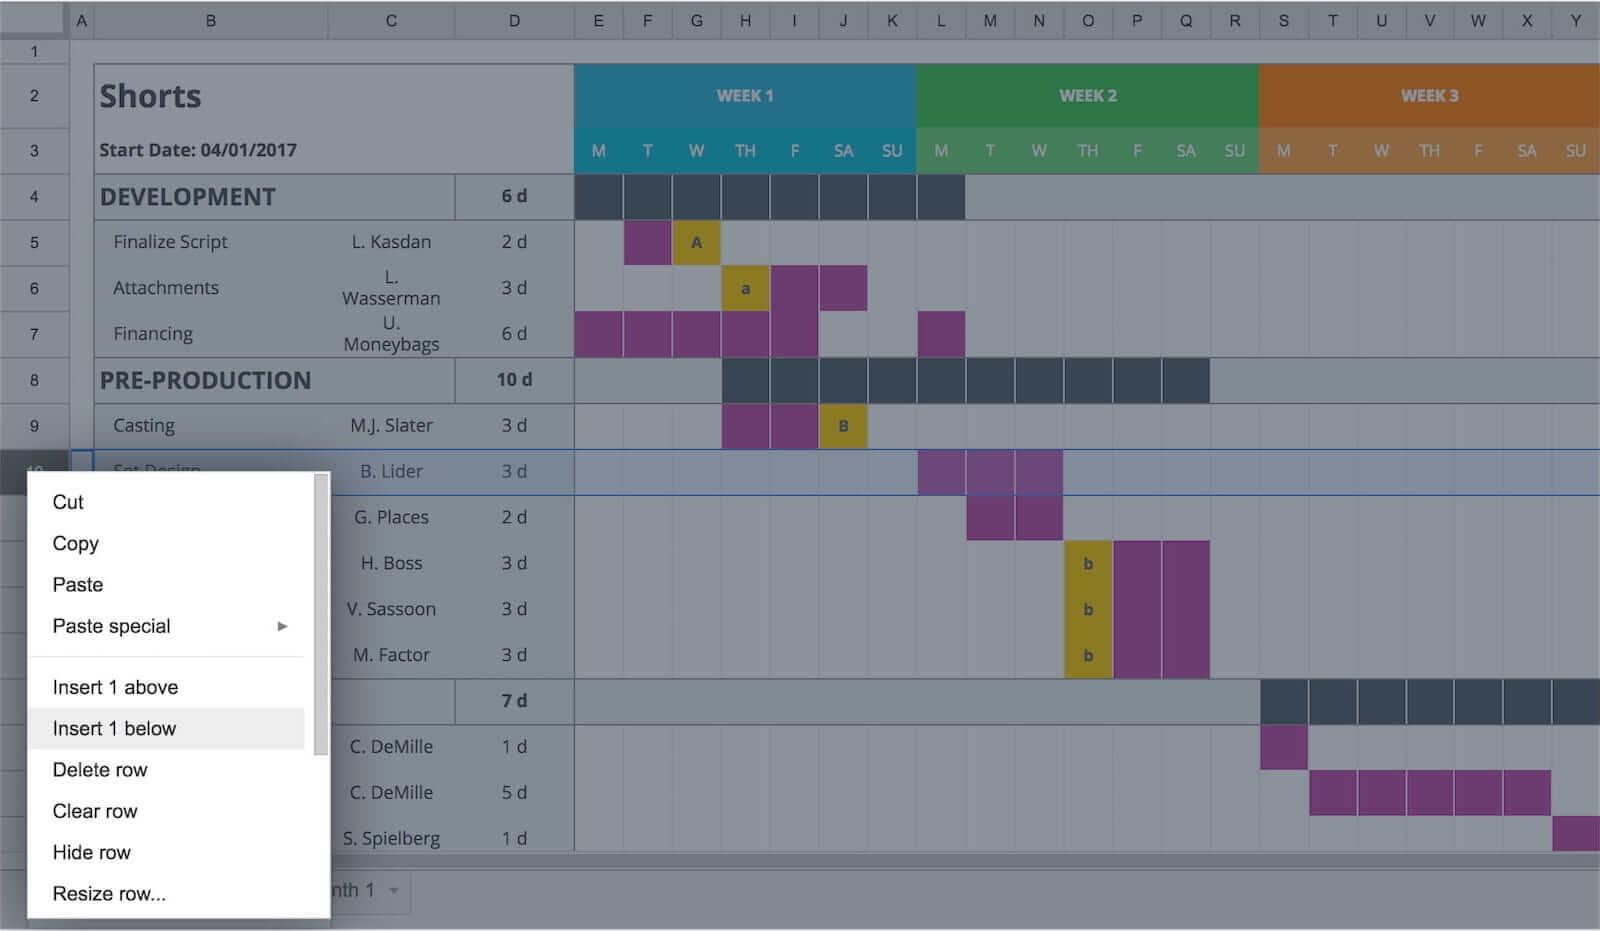 A B C D E F G H I J K L M N O P Q R S T U V W X Y
1
2 Shorts WEEK 1 WEEK 2 WEEK 3
3 Start Date: 04/01/2017 M T W TH F SA SU M T W TH F SA SU M T W TH F SA SU
4 DEVELOPMENT 6 d
5 Finalize Script L. Kasdan 2 d A
6 Attachments L. Wasserman 3 d a
7 Financing U. Moneybags 6 d
8 PRE-PRODUCTION 10 d
9 Casting M.J. Slater 3 d B
10 Set Design B. Lider 3 d
G. Places 2 d
H. Boss 3 d b
V. Sassoon 3 d b
M. Factor 3 d b
7 d
C. DeMille 1 d
C. DeMille 5 d
S. Spielberg 1 d
Cut
Copy
Paste
Paste special
Insert 1 above
Insert 1 below
Delete row
Clear row
Hide row
Resize row...
nth 1